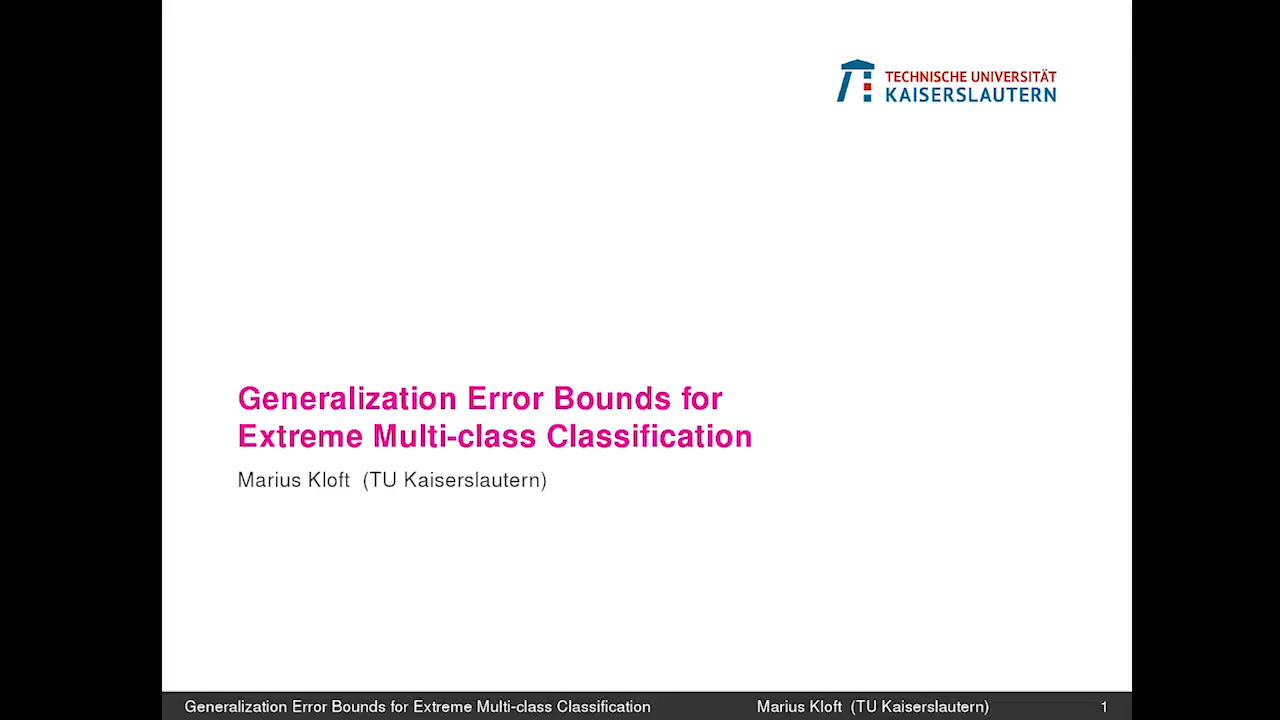 TECHNISCHE UNIVERSITÄT
KAISERSLAUTERN
Generalization Error Bounds for
Extreme Multi-class Classification
Marius Kloft (TU Kaiserslautern)
Generalization Error Bounds for Extreme Multi-class Classification Marius Kloft (TU Kaiserslautern) 1